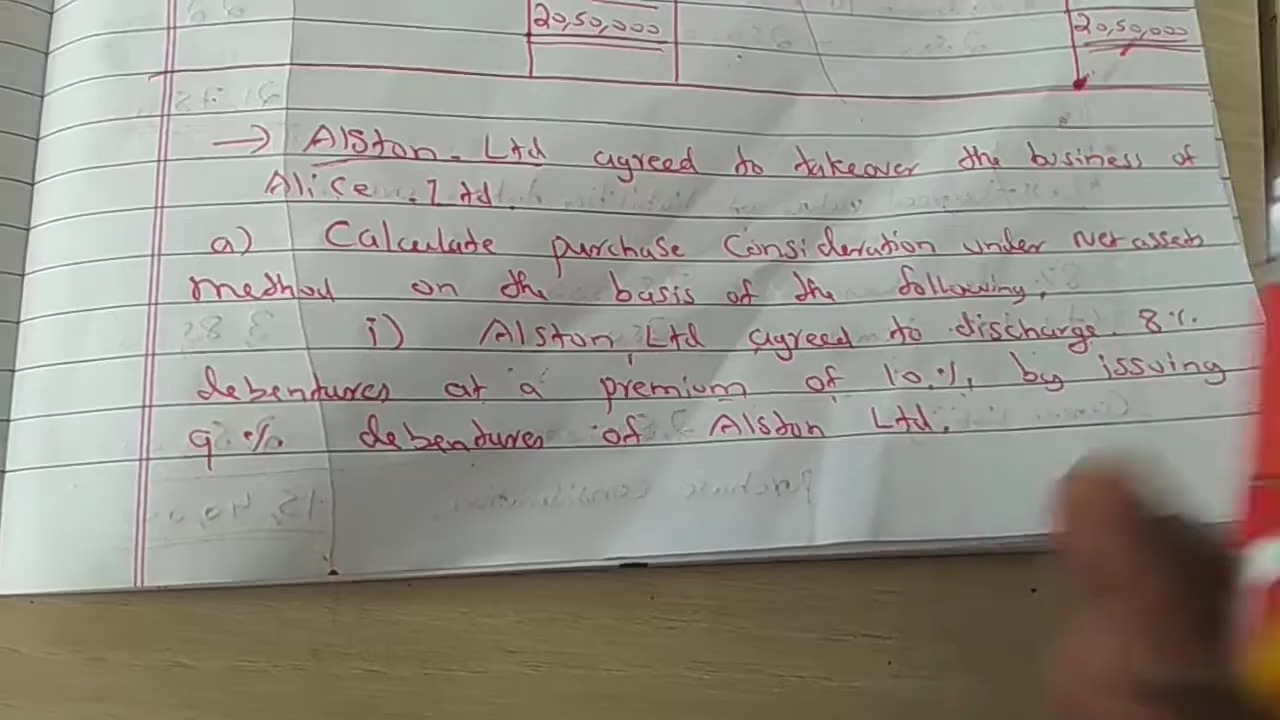 20,50,000 20,50,000
→ Alston Ltd agreed to takeover the business of
Alice Ltd.
a) Calculate purchase Consideration under Net assets
method on the basis of the following;
i) Alston Ltd agreed to discharge 8%
debentures at a premium of 10%, by issuing
9% debentures of Alston Ltd.